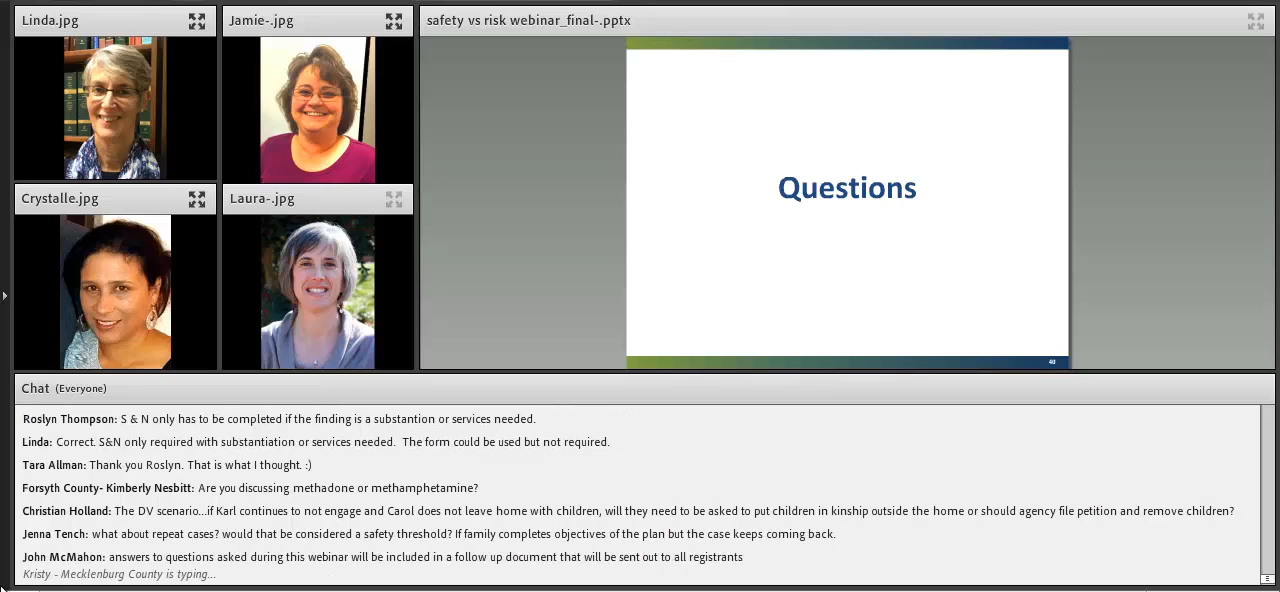 Linda.jpg
Jamie-.jpg
safety vs risk webinar_final-.pptx
Crystalle.jpg
Laura-.jpg
Questions
40
Chat (Everyone)
Roslyn Thompson: S & N only has to be completed if the finding is a substantion or services needed.
Linda: Correct. S&N only required with substantiation or services needed. The form could be used but not required.
Tara Allman: Thank you Roslyn. That is what I thought. :)
Forsyth County- Kimberly Nesbitt: Are you discussing methadone or methamphetamine?
Christian Holland: The DV scenario...if Karl continues to not engage and Carol does not leave home with children, will they need to be asked to put children in kinship outside the home or should agency file petition and remove children?
Jenna Tench: what about repeat cases? would that be considered a safety threshold? If family completes objectives of the plan but the case keeps coming back.
John McMahon: answers to questions asked during this webinar will be included in a follow up document that will be sent out to all registrants
Kristy - Mecklenburg County is typing...